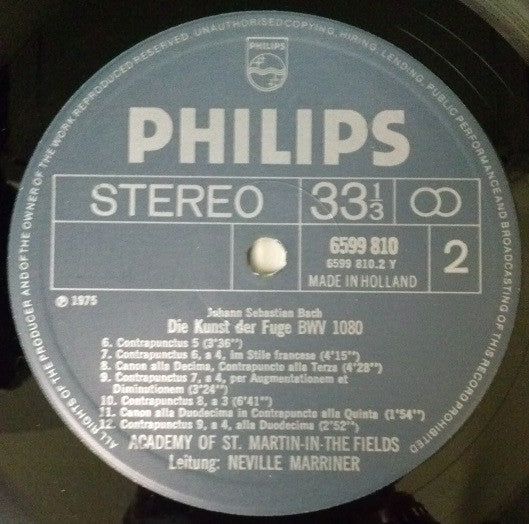 ALL RIGHTS OF THE PRODUCER AND OF THE OWNER OF THE WORK REPRODUCED RESERVED. UNAUTHORISED COPYING, HIRING, LENDING, PUBLIC PERFORMANCE AND BROADCASTING OF THIS RECORD PROHIBITED
PHILIPS
PHILIPS
STEREO 33 1/3 ∞
6599 810
6599 810.2 Y
MADE IN HOLLAND
2
℗ 1975
Johann Sebastian Bach
Die Kunst der Fuge BWV 1080
6. Contrapunctus 5 (3'36")
7. Contrapunctus 6, a 4, im Stile francese (4'15")
8. Canon alla Decima, Contrapuncto alla Terza (4'28")
9. Contrapunctus 7, a 4, per Augmentationem et
Diminutionem (3'24")
10. Contrapunctus 8, a 3 (6'41")
11. Canon alla Duodecima in Contrapuncto alla Quinta (1'54")
12. Contrapunctus 9, a 4, alla Duodecima (2'52")
ACADEMY OF ST. MARTIN-IN-THE FIELDS
Leitung: NEVILLE MARRINER